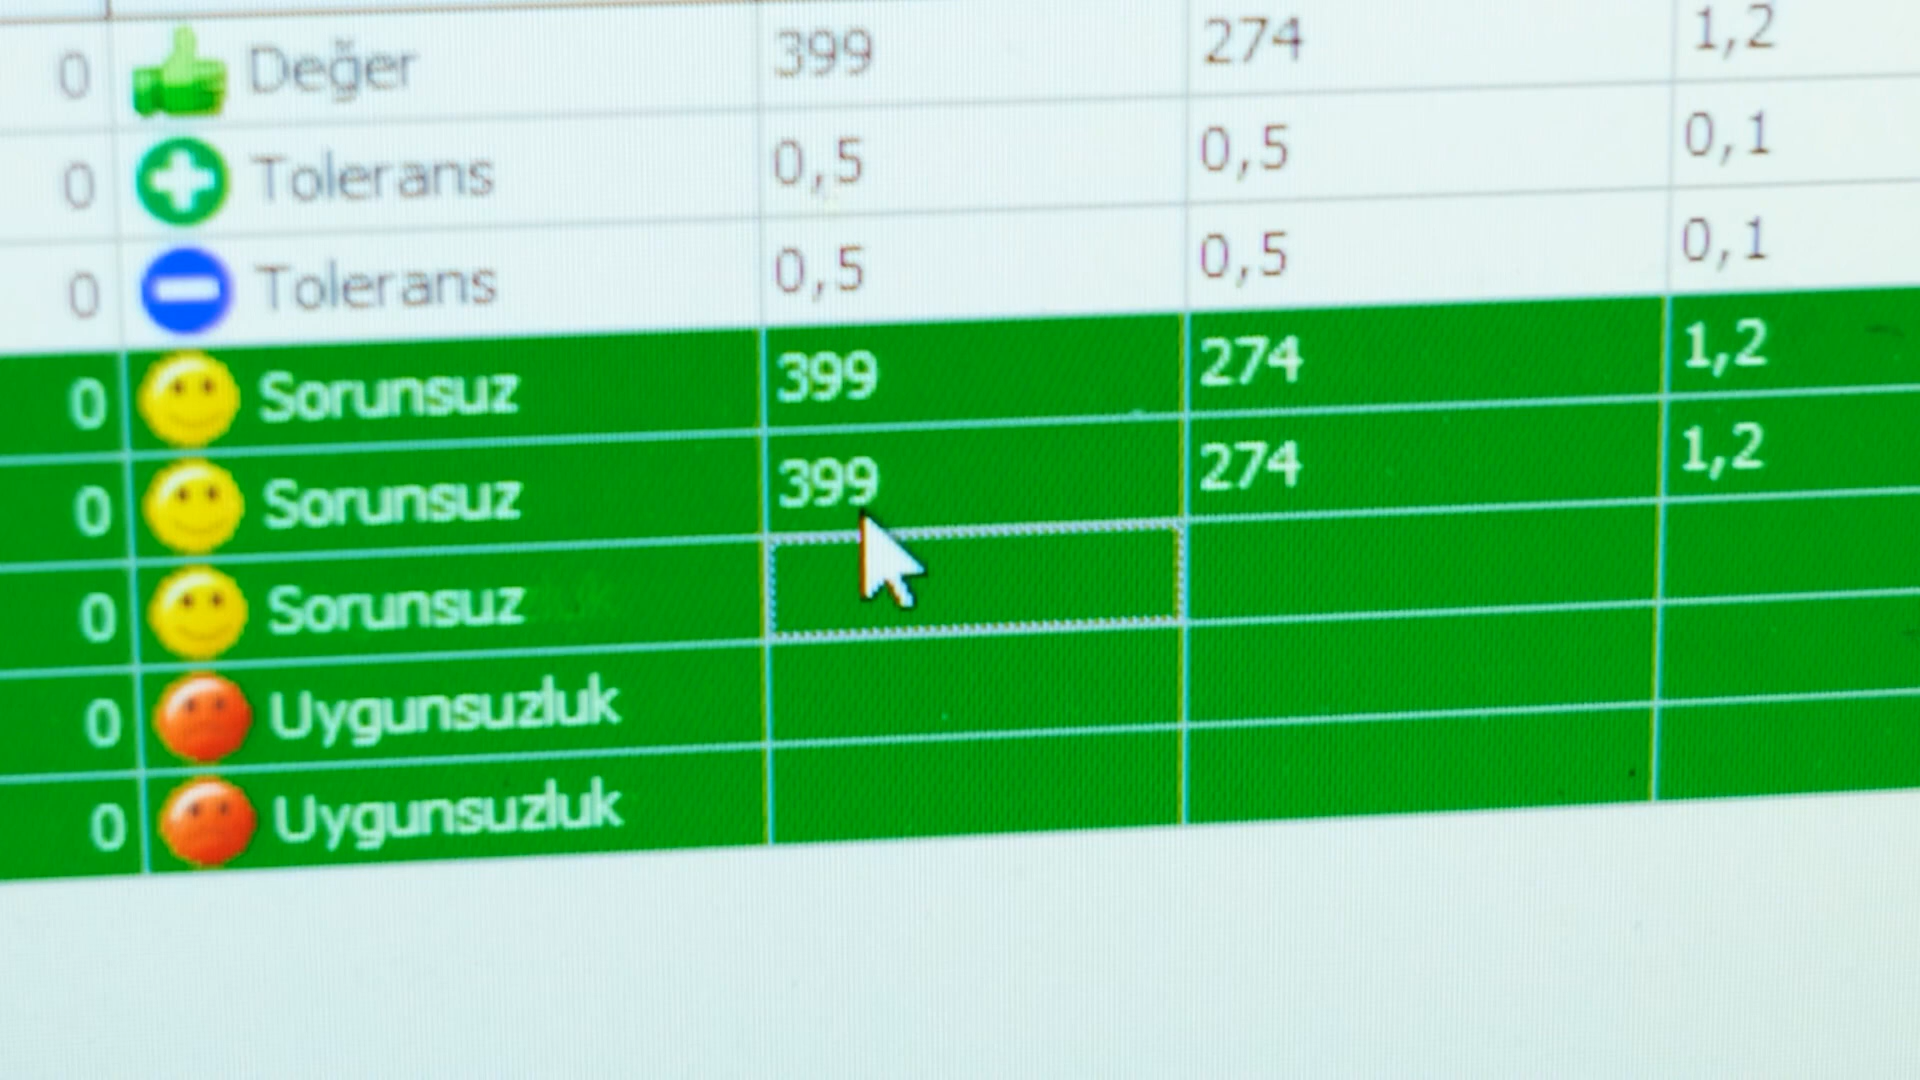 0 Değer 399 274 1,2
0 Tolerans 0,5 0,5 0,1
0 Tolerans 0,5 0,5 0,1
0 Sorunsuz 399 274 1,2
0 Sorunsuz 399 274 1,2
0 Sorunsuz
0 Uygunsuzluk
0 Uygunsuzluk